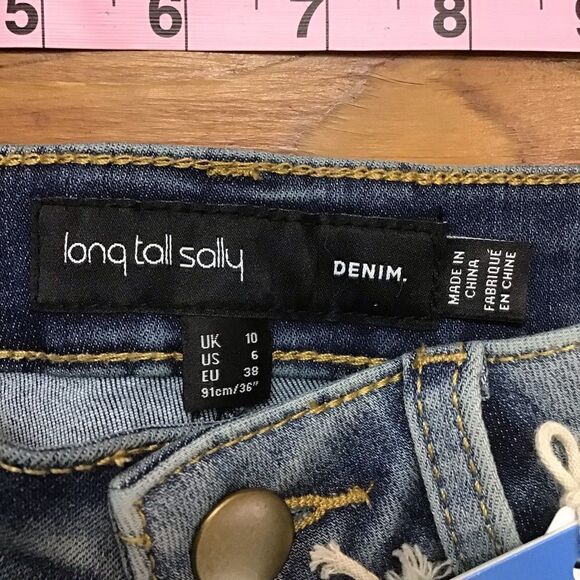 5 6 7 8 9
long tall sally
DENIM.
MADE IN
CHINA
FABRIQUÉ
EN CHINE
UK 10
US 6
EU 38
91cm/36"